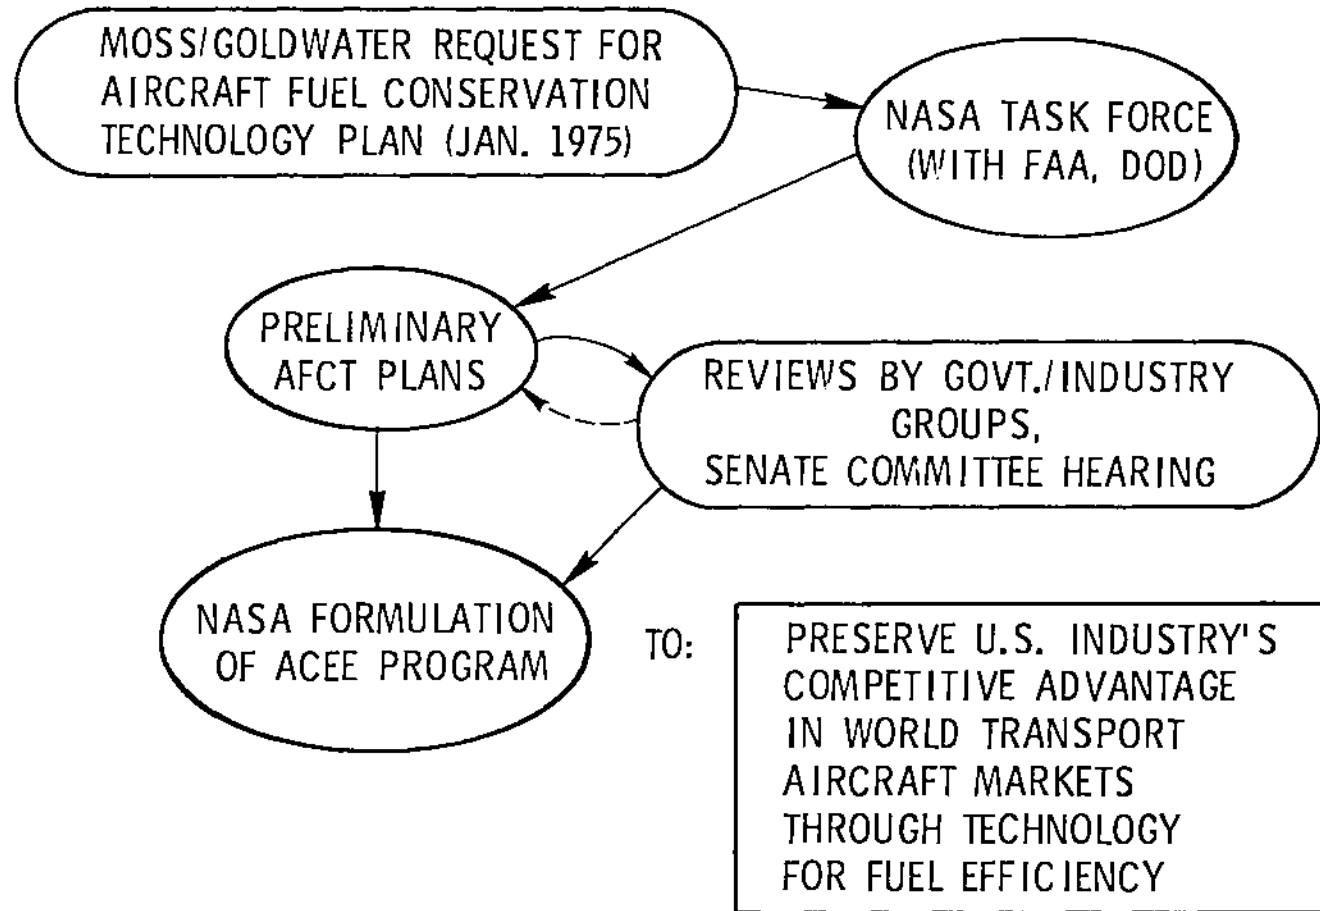 MOSS/GOLDWATER REQUEST FOR
AIRCRAFT FUEL CONSERVATION
TECHNOLOGY PLAN (JAN. 1975)
NASA TASK FORCE
(WITH FAA, DOD)
PRELIMINARY
AFCT PLANS
REVIEWS BY GOVT./INDUSTRY
GROUPS,
SENATE COMMITTEE HEARING
NASA FORMULATION
OF ACEE PROGRAM
TO:
PRESERVE U.S. INDUSTRY'S
COMPETITIVE ADVANTAGE
IN WORLD TRANSPORT
AIRCRAFT MARKETS
THROUGH TECHNOLOGY
FOR FUEL EFFICIENCY